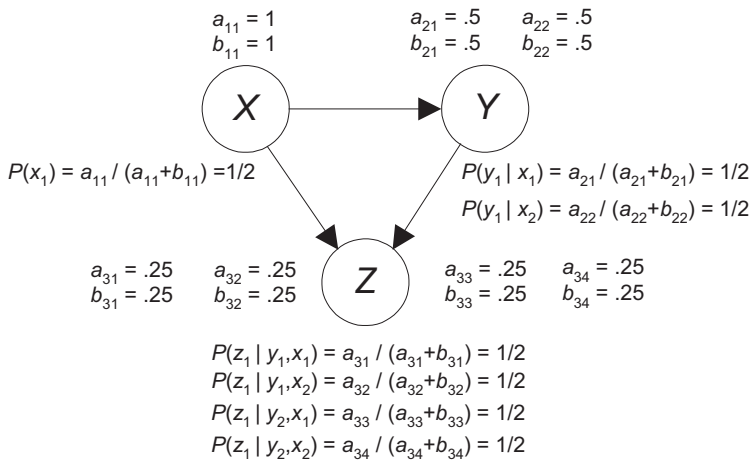 a₁₁ = 1
b₁₁ = 1
a₂₁ = .5 a₂₂ = .5
b₂₁ = .5 b₂₂ = .5
X
Y
P(x₁) = a₁₁ / (a₁₁+b₁₁) =1/2
P(y₁ | x₁) = a₂₁ / (a₂₁+b₂₁) = 1/2
P(y₁ | x₂) = a₂₂ / (a₂₂+b₂₂) = 1/2
a₃₁ = .25 a₃₂ = .25
b₃₁ = .25 b₃₂ = .25
Z
a₃₃ = .25 a₃₄ = .25
b₃₃ = .25 b₃₄ = .25
P(z₁ | y₁,x₁) = a₃₁ / (a₃₁+b₃₁) = 1/2
P(z₁ | y₁,x₂) = a₃₂ / (a₃₂+b₃₂) = 1/2
P(z₁ | y₂,x₁) = a₃₃ / (a₃₃+b₃₃) = 1/2
P(z₁ | y₂,x₂) = a₃₄ / (a₃₄+b₃₄) = 1/2